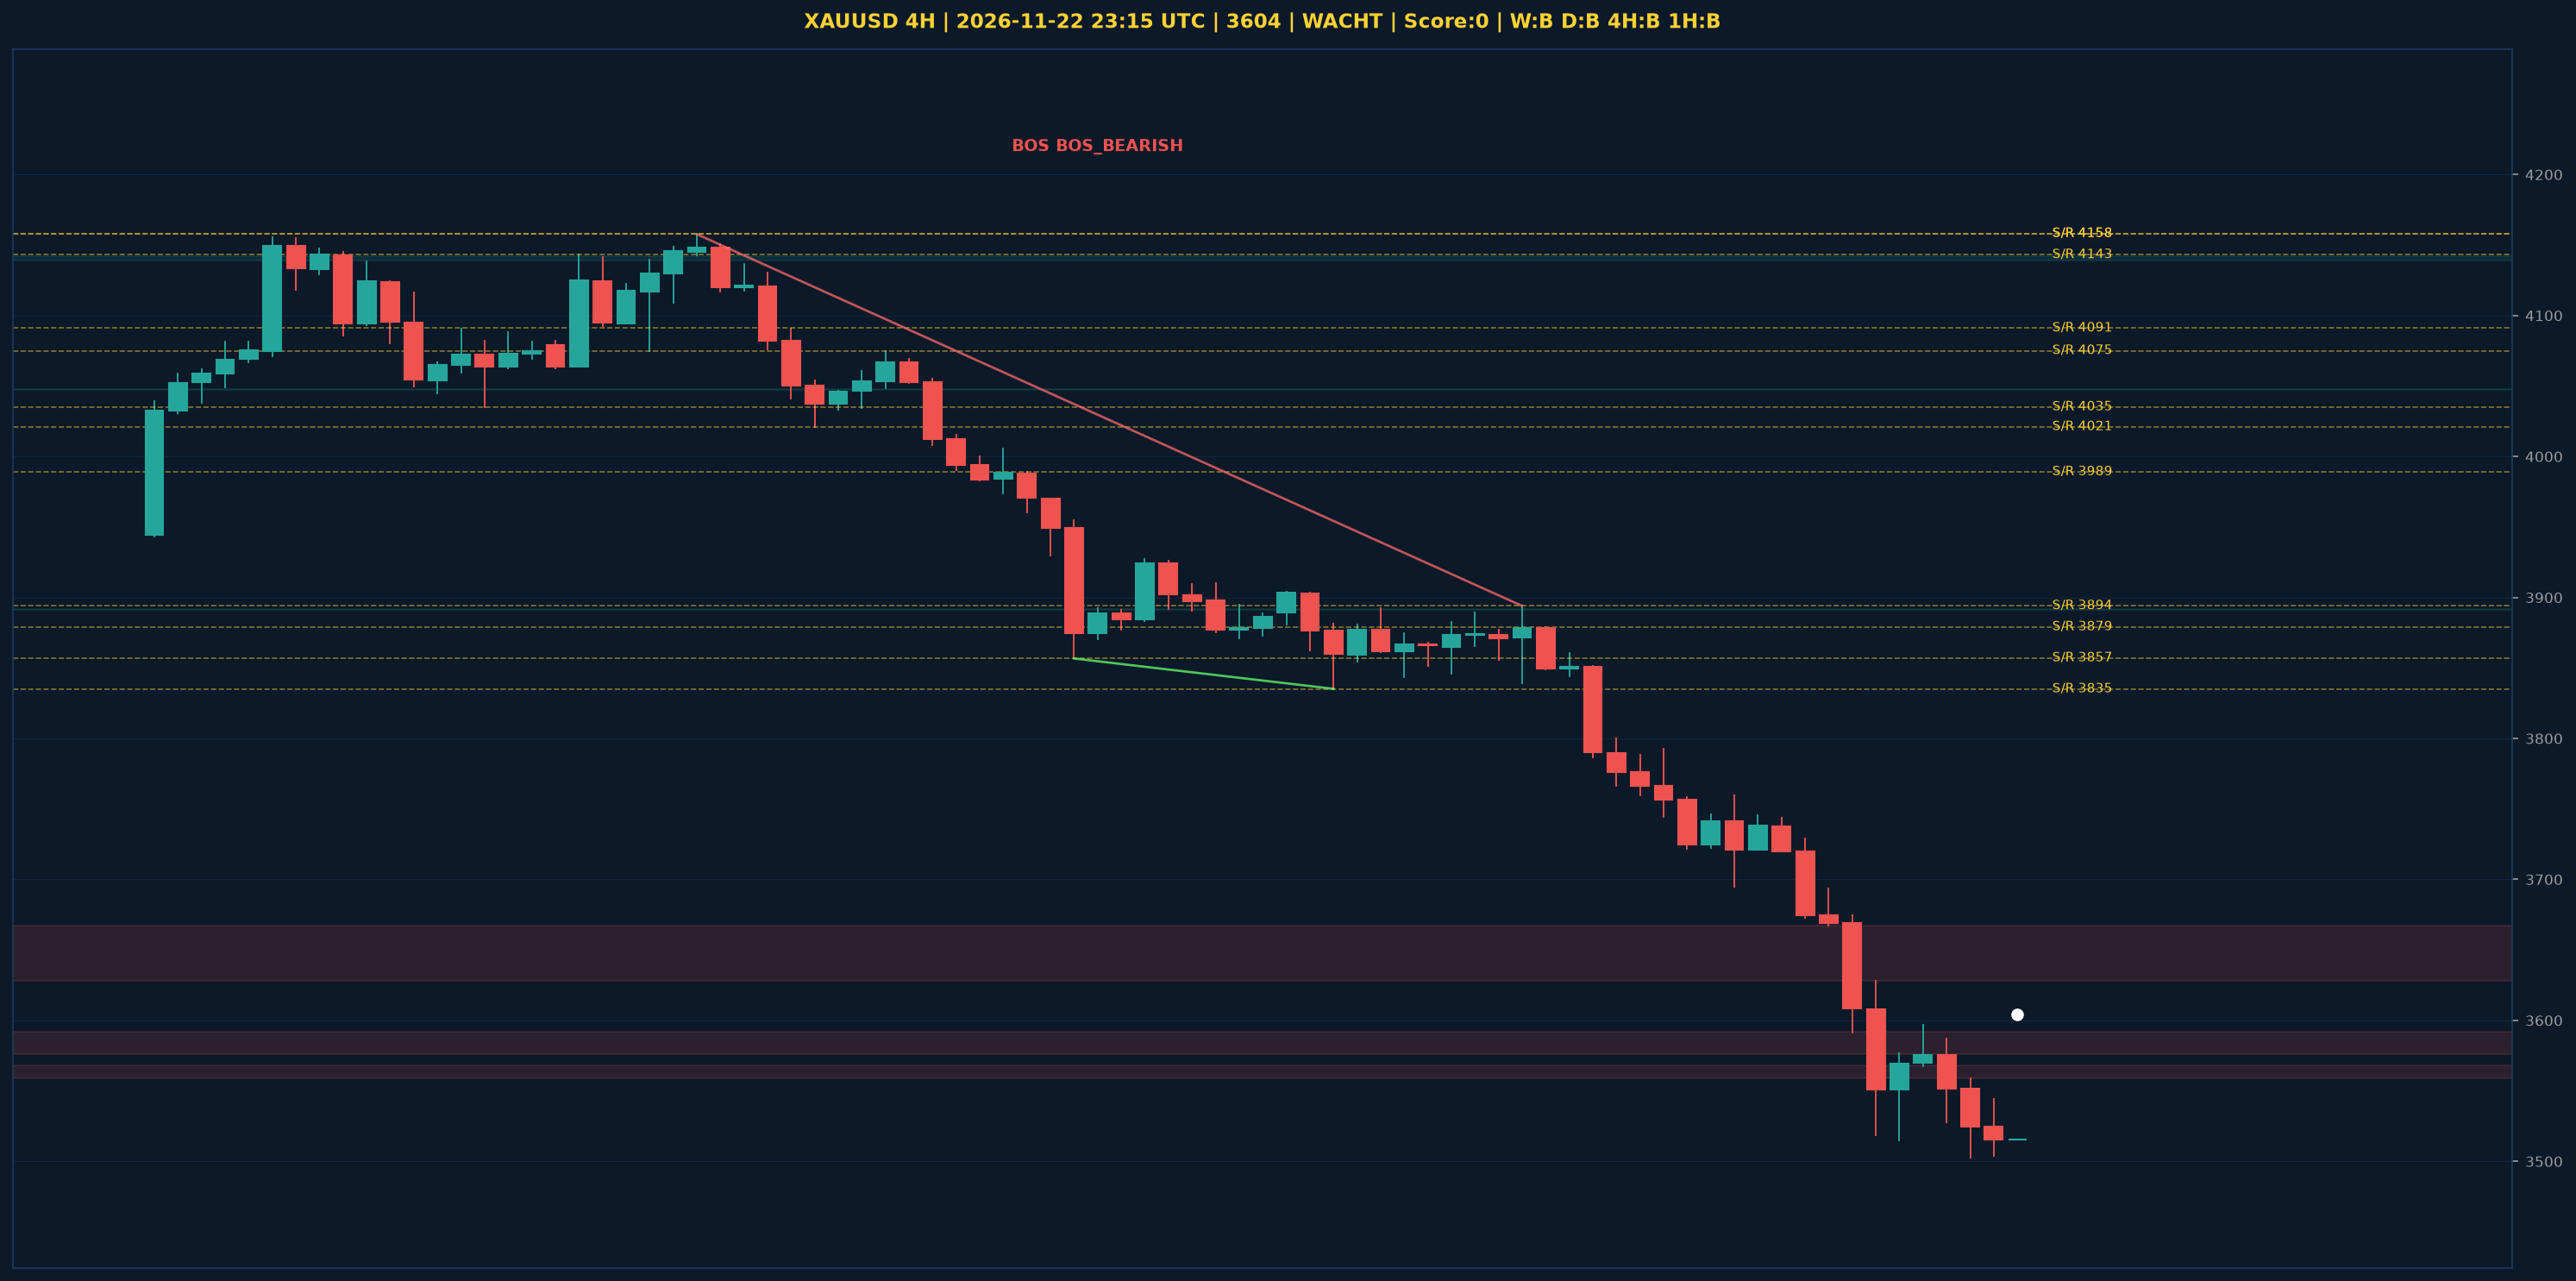 XAUUSD 4H | 2026-11-22 23:15 UTC | 3604 | WACHT | Score:0 | W:B D:B 4H:B 1H:B
BOS BOS_BEARISH
4200
S/R 4158
S/R 4143
S/R 4091
4100
S/R 4075
S/R 4035
S/R 4021
4000
S/R 3989
3900
S/R 3894
S/R 3879
S/R 3857
S/R 3835
3800
3700
3600
3500